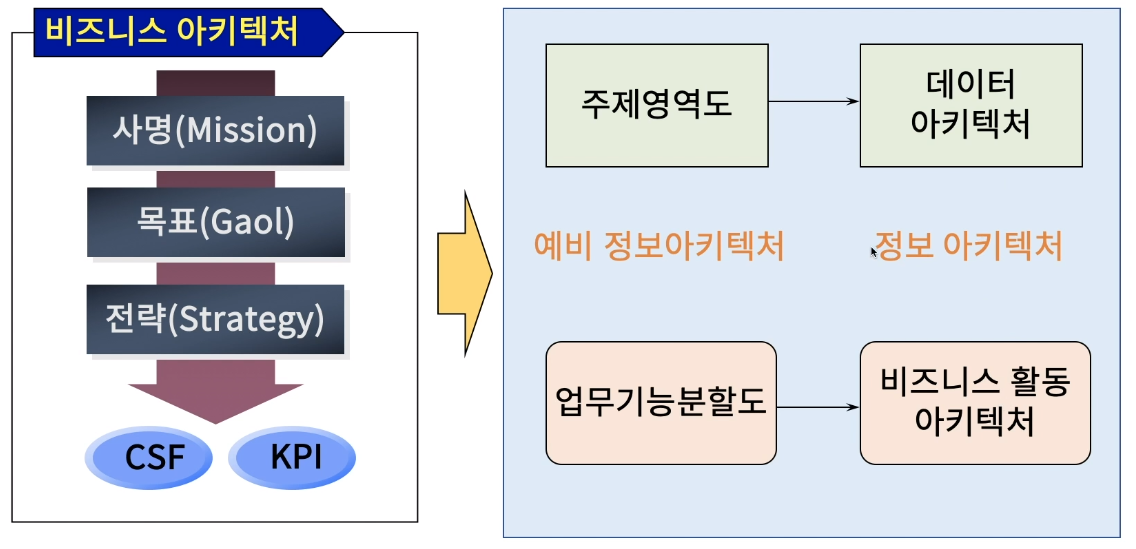 비즈니스 아키텍처
사명(Mission)
목표(Gaol)
전략(Strategy)
CSF
KPI
주제영역도
데이터
아키텍처
예비 정보아키텍처
정보 아키텍처
업무기능분할도
비즈니스 활동
아키텍처